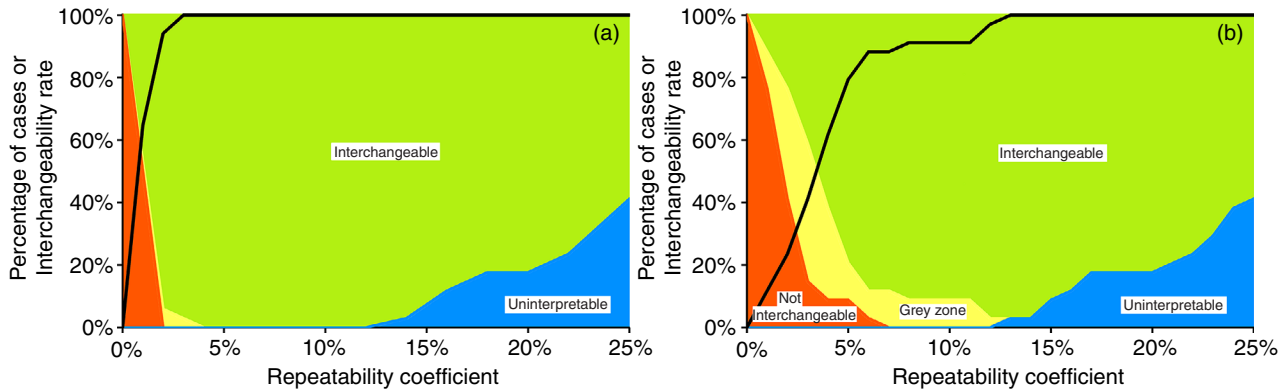 Percentage of cases or
Interchangeability rate
100%
80%
60%
40%
20%
0%
(a)
Interchangeable
Uninterpretable
0%
5%
10%
15%
20%
25%
Repeatability coefficient
Percentage of cases or
Interchangeability rate
100%
80%
60%
40%
20%
0%
(b)
Interchangeable
Not
Interchangeable
Grey zone
Uninterpretable
0%
5%
10%
15%
20%
25%
Repeatability coefficient